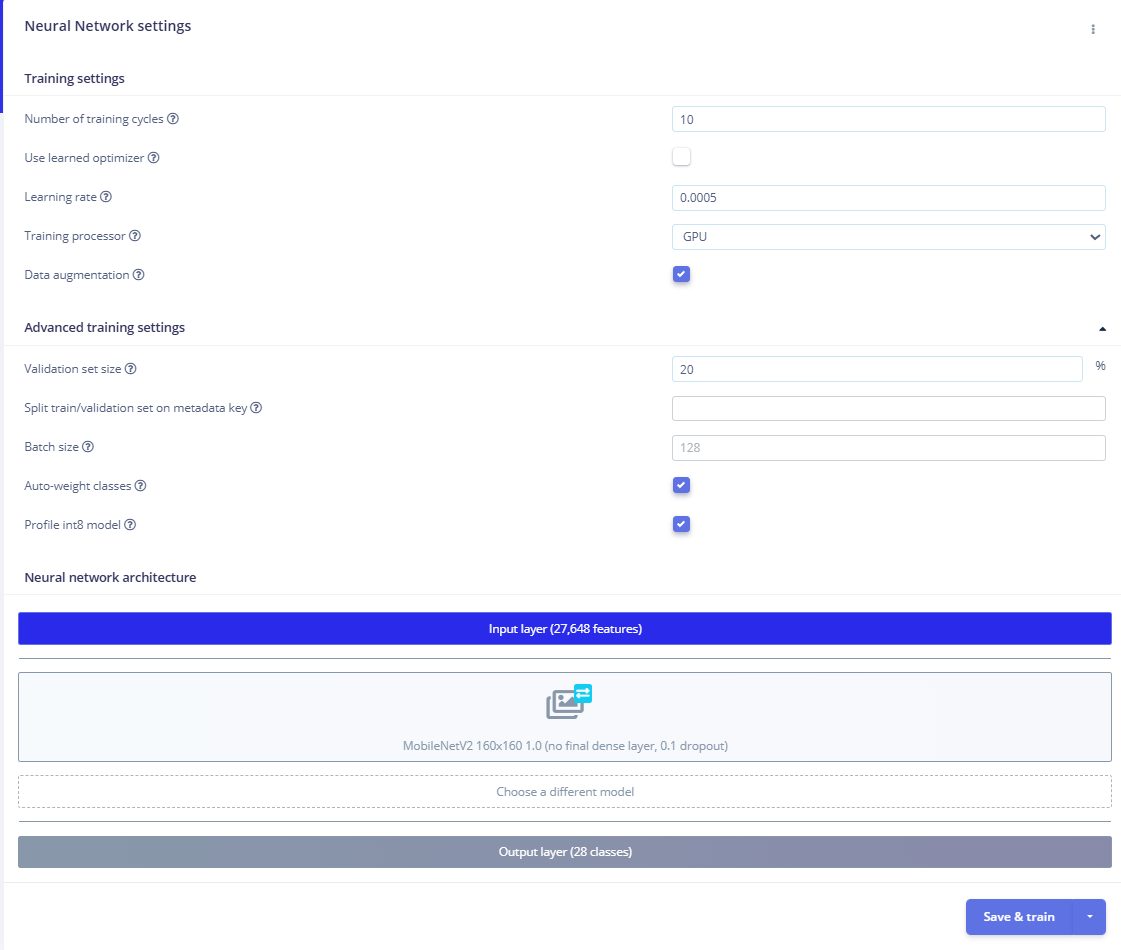 Neural Network settings
Training settings
Number of training cycles
10
Use learned optimizer
Learning rate
0.0005
Training processor
GPU
Data augmentation
Advanced training settings
Validation set size
20
%
Split train/validation set on metadata key
Batch size
128
Auto-weight classes
Profile int8 model
Neural network architecture
Input layer (27,648 features)
MobileNetV2 160x160 1.0 (no final dense layer, 0.1 dropout)
Choose a different model
Output layer (28 classes)
Save & train